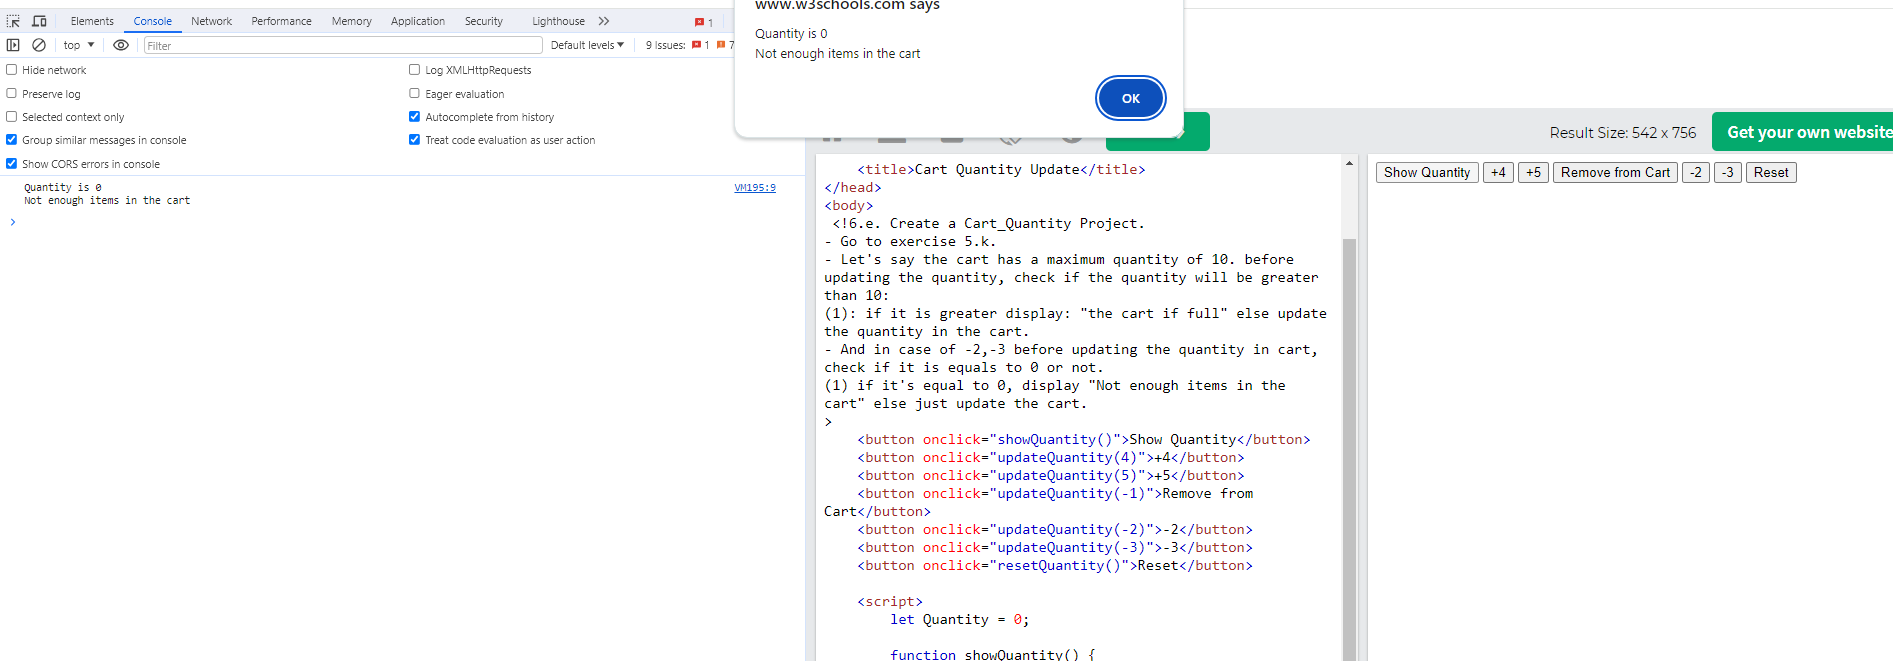 www.w3schools.com says
Quantity is 0
Not enough items in the cart
OK
Elements Console Network Performance Memory Application Security Lighthouse 1
top Filter Default levels 9 Issues: 1 7
Hide network Log XMLHttpRequests
Preserve log Eager evaluation
Selected context only Autocomplete from history
Group similar messages in console Treat code evaluation as user action
Show CORS errors in console
Quantity is 0 VM195:9
Not enough items in the cart
>
Result Size: 542 x 756 Get your own website
<title>Cart Quantity Update</title>
</head>
<body>
<!6.e. Create a Cart_Quantity Project.
- Go to exercise 5.k.
- Let's say the cart has a maximum quantity of 10. before
updating the quantity, check if the quantity will be greater
than 10:
(1): if it is greater display: "the cart if full" else update
the quantity in the cart.
- And in case of -2,-3 before updating the quantity in cart,
check if it is equals to 0 or not.
(1) if it's equal to 0, display "Not enough items in the
cart" else just update the cart.
>
<button onclick="showQuantity()">Show Quantity</button>
<button onclick="updateQuantity(4)">+4</button>
<button onclick="updateQuantity(5)">+5</button>
<button onclick="updateQuantity(-1)">Remove from
Cart</button>
<button onclick="updateQuantity(-2)">-2</button>
<button onclick="updateQuantity(-3)">-3</button>
<button onclick="resetQuantity()">Reset</button>
<script>
let Quantity = 0;
function showQuantity() {
Show Quantity +4 +5 Remove from Cart -2 -3 Reset